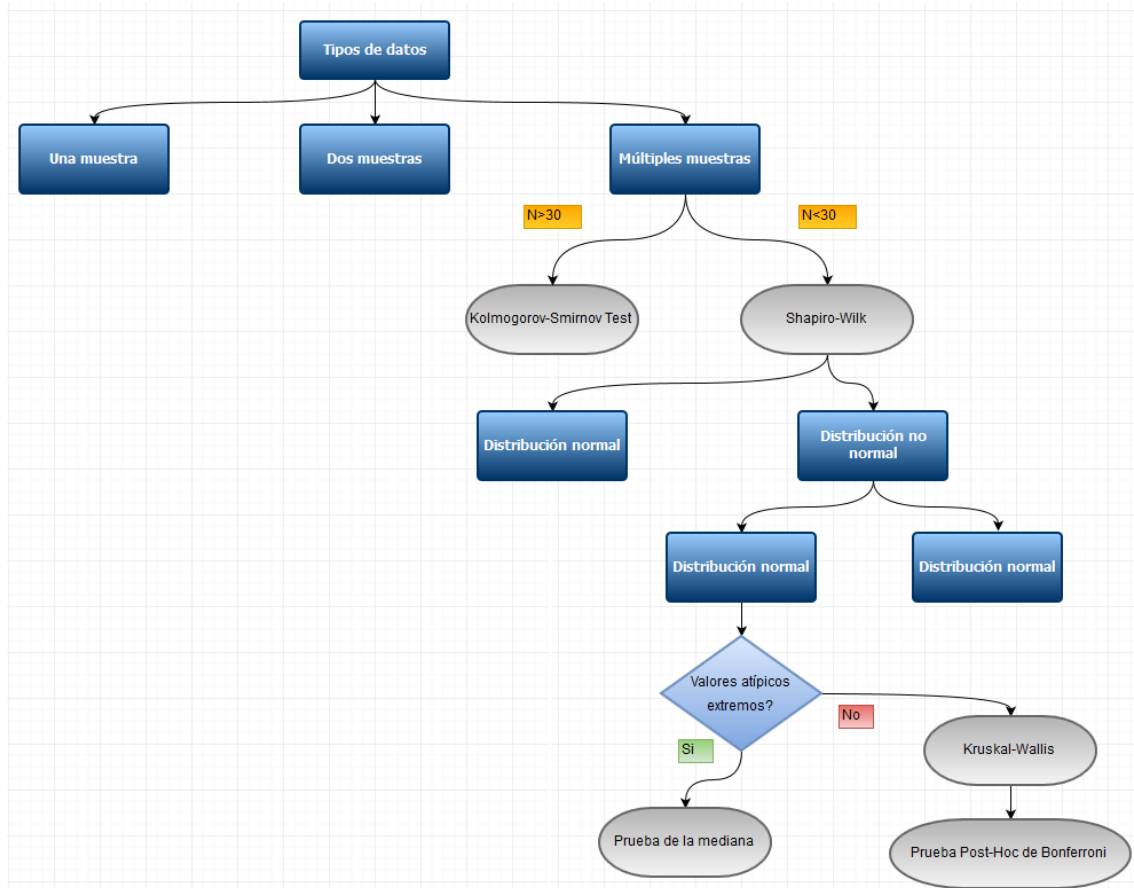 Tipos de datos
Una muestra
Dos muestras
Múltiples muestras
N>30
N<30
Kolmogorov-Smirnov Test
Shapiro-Wilk
Distribución normal
Distribución no
normal
Distribución normal
Distribución normal
Valores atípicos
extremos?
No
Si
Kruskal-Wallis
Prueba de la mediana
Prueba Post-Hoc de Bonferroni